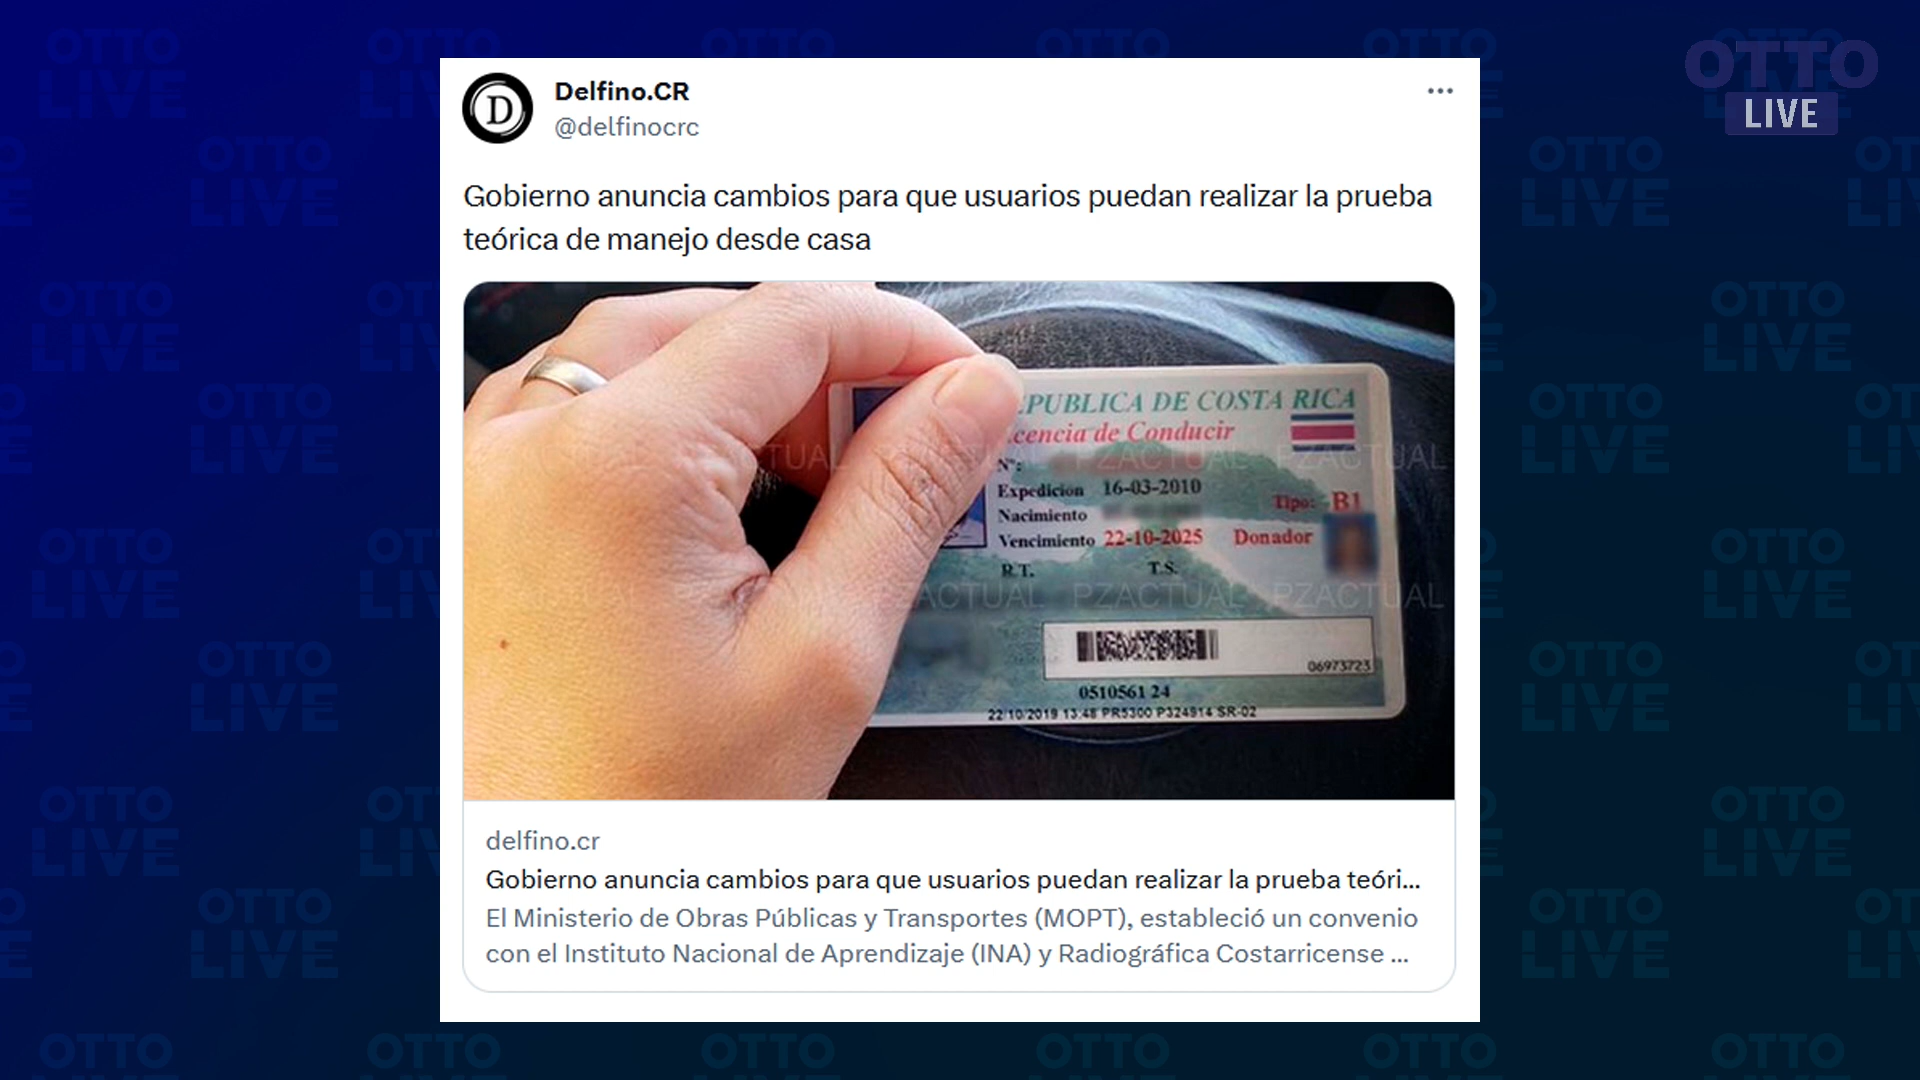 OTTO
LIVE
Delfino.CR
@delfinocrc
D
Gobierno anuncia cambios para que usuarios puedan realizar la prueba
teórica de manejo desde casa
EPUBLICA DE COSTA RICA
cencia de Conducir
N°:
Expedición 16-03-2010
Tipo: B1
Nacimiento
Vencimiento 22-10-2025 Donador
R.T. T.S.
PZACTUAL PZACTUAL
06973723
0510561 24
22/10/2019 13:48 PR5300 P324914 SR-02
delfino.cr
Gobierno anuncia cambios para que usuarios puedan realizar la prueba teóri...
El Ministerio de Obras Públicas y Transportes (MOPT), estableció un convenio
con el Instituto Nacional de Aprendizaje (INA) y Radiográfica Costarricense ...